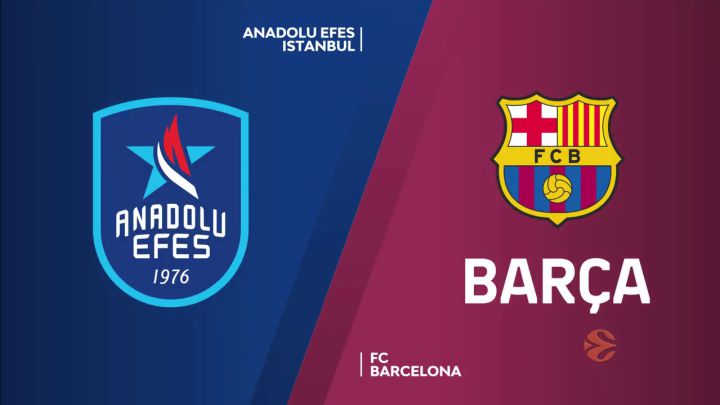 ANADOLU EFES
ISTANBUL
ANADOLU
EFES
1976
FCB
BARÇA
FC
BARCELONA